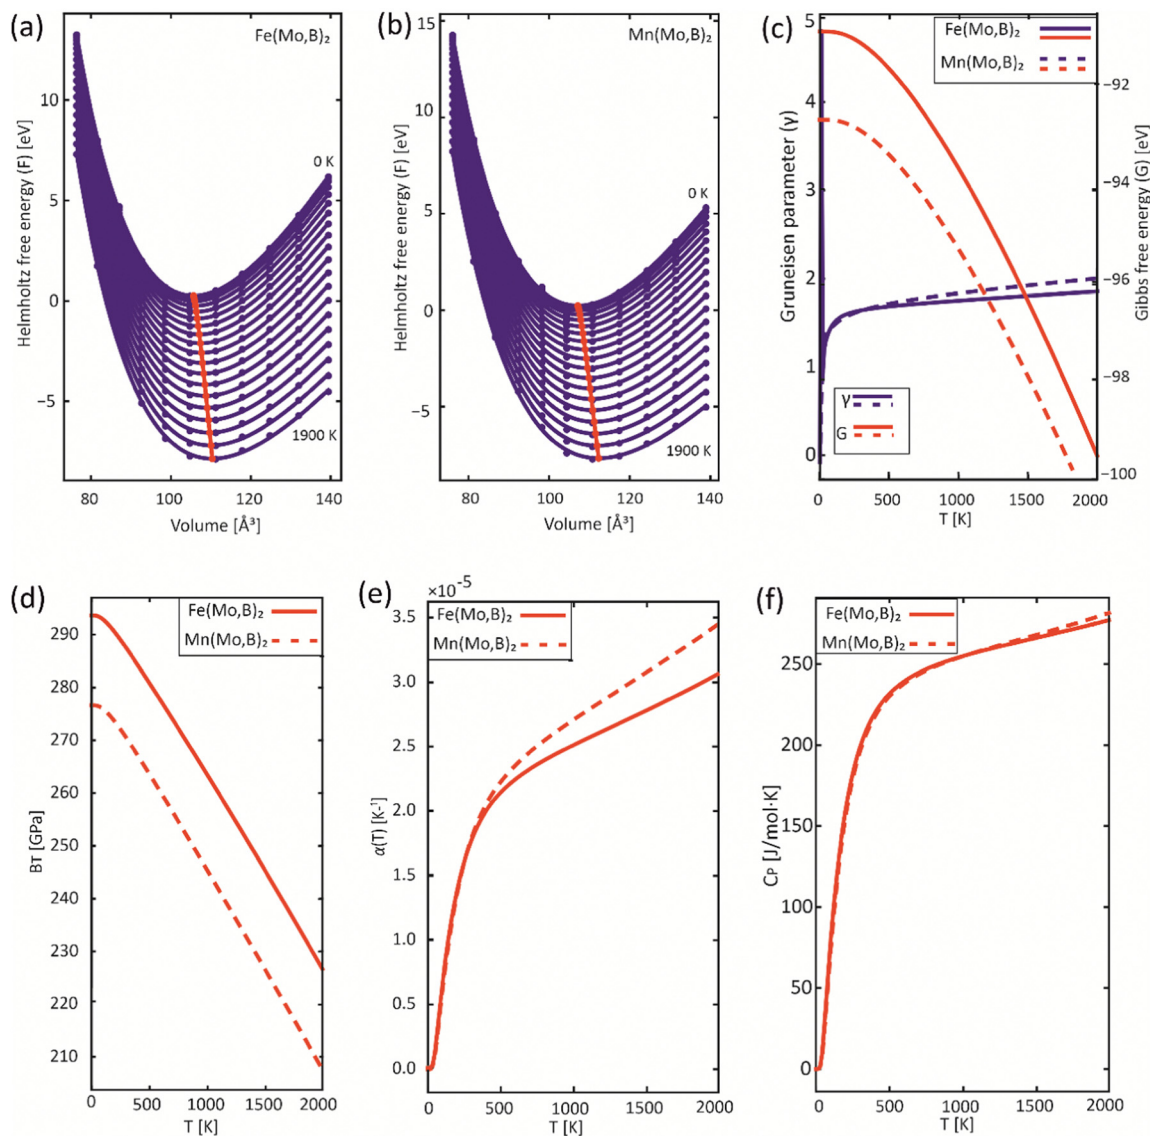 (a)
Fe(Mo,B)₂
Helmholtz free energy (F) [eV]
10
5
0
−5
0 K
1900 K
80 100 120 140
Volume [Å³]
(b)
Mn(Mo,B)₂
Helmholtz free energy (F) [eV]
15
10
5
0
−5
0 K
1900 K
80 100 120 140
Volume [Å³]
(c)
Fe(Mo,B)₂
Mn(Mo,B)₂
Gruneisen parameter (γ)
5
4
3
2
1
0
γ
G
−92
−94
−96
−98
−100
Gibbs free energy (G) [eV]
0 500 1000 1500 2000
T [K]
(d)
Fe(Mo,B)₂
Mn(Mo,B)₂
BT [GPa]
290
280
270
260
250
240
230
220
210
0 500 1000 1500 2000
T [K]
(e)
×10⁻⁵
Fe(Mo,B)₂
Mn(Mo,B)₂
α(T) [K-¹]
3.5
3.0
2.5
2.0
1.5
1.0
0.5
0.0
0 500 1000 1500 2000
T [K]
(f)
Fe(Mo,B)₂
Mn(Mo,B)₂
CP [J/mol·K]
250
200
150
100
50
0
0 500 1000 1500 2000
T [K]